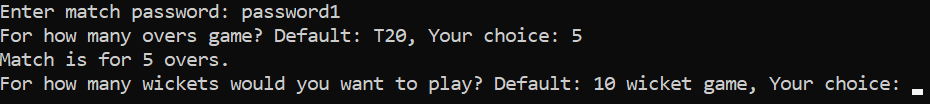 Enter match password: password1
For how many overs game? Default: T20, Your choice: 5
Match is for 5 overs.
For how many wickets would you want to play? Default: 10 wicket game, Your choice: